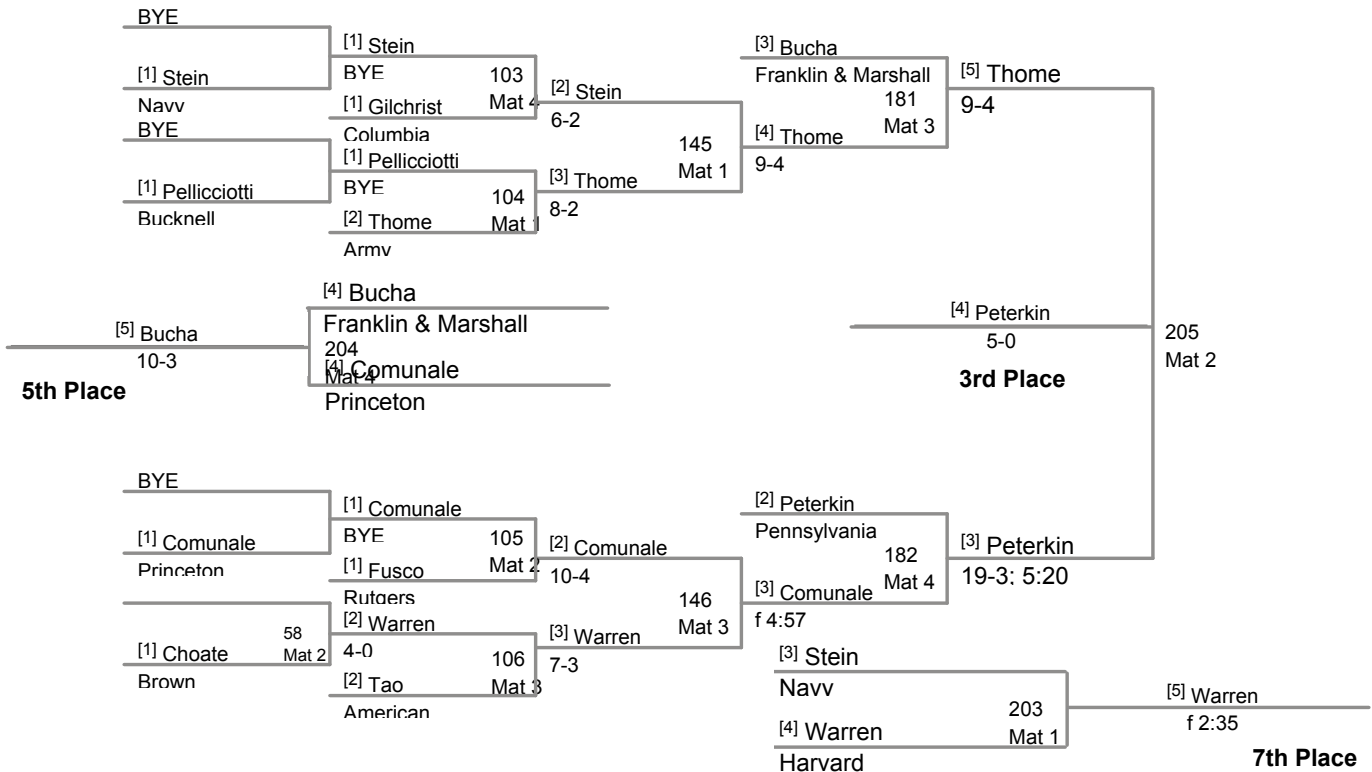 BYE
[1] Stein
Navy
[1] Stein
BYE
103
Mat 4
[1] Gilchrist
Columbia
BYE
[1] Pellicciotti
Bucknell
[1] Pellicciotti
BYE
104
Mat 1
[2] Thome
Army
[2] Stein
6-2
145
Mat 1
[3] Thome
8-2
[3] Bucha
Franklin & Marshall
181
Mat 3
[4] Thome
9-4
[5] Thome
9-4
[4] Bucha
Franklin & Marshall
204
Mat 4
[4] Comunale
Princeton
[5] Bucha
10-3
5th Place
[4] Peterkin
5-0
3rd Place
205
Mat 2
BYE
[1] Comunale
Princeton
[1] Comunale
BYE
105
Mat 2
[1] Fusco
Rutgers
58
Mat 2
[1] Choate
Brown
[2] Warren
4-0
106
Mat 3
[2] Tao
American
[2] Comunale
10-4
146
Mat 3
[3] Warren
7-3
[2] Peterkin
Pennsylvania
182
Mat 4
[3] Comunale
f 4:57
[3] Peterkin
19-3; 5:20
[3] Stein
Navy
203
Mat 1
[4] Warren
Harvard
[5] Warren
f 2:35
7th Place